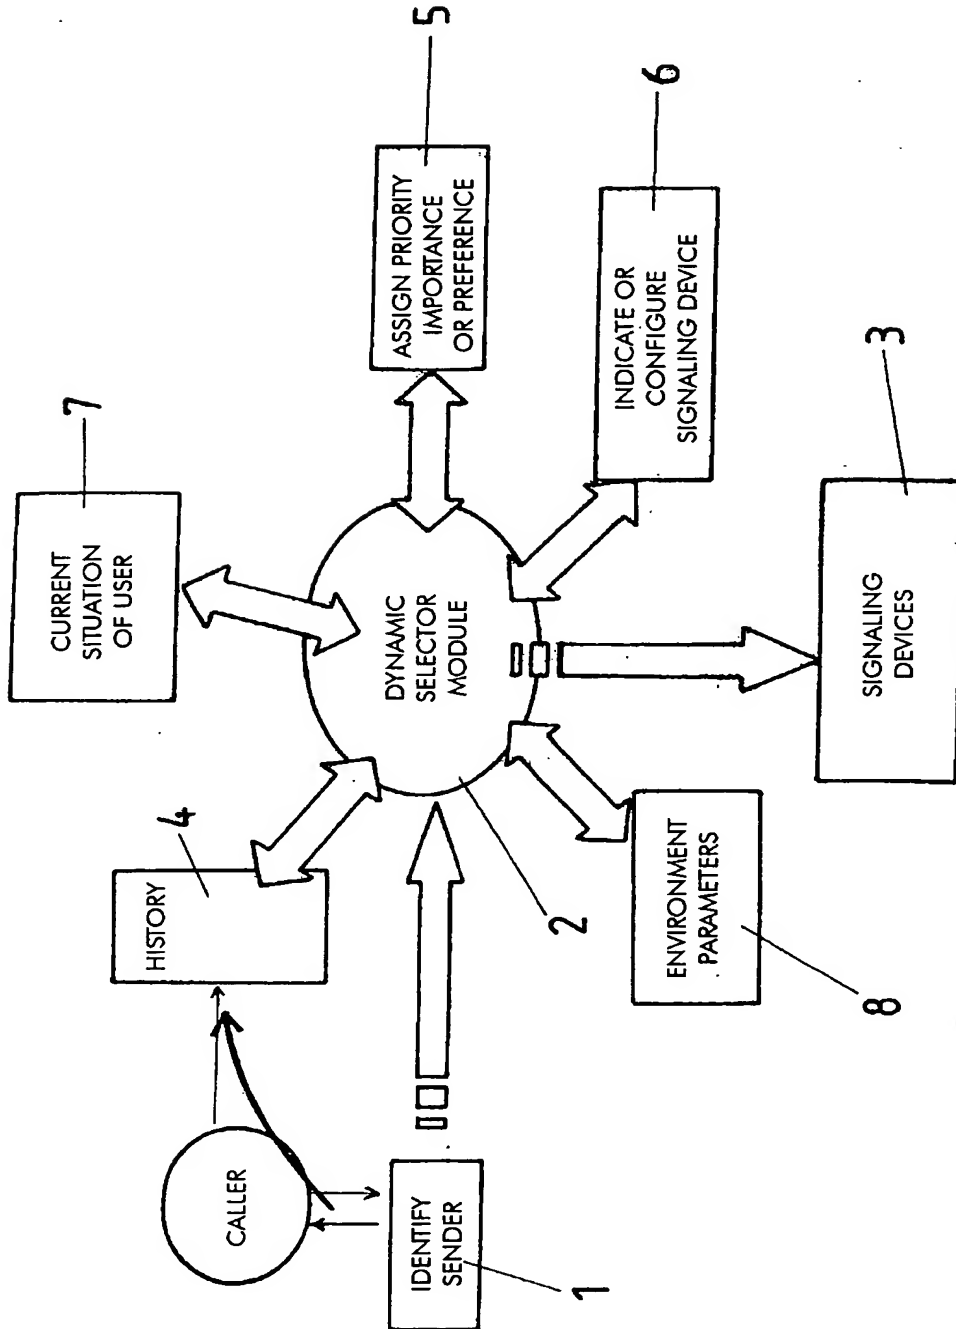 CALLER
IDENTIFY
SENDER
1
HISTORY
4
DYNAMIC
SELECTOR
MODULE
2
CURRENT
SITUATION
OF USER
7
ASSIGN PRIORITY
IMPORTANCE
OR PREFERENCE
5
INDICATE OR
CONFIGURE
SIGNALING DEVICE
6
SIGNALING
DEVICES
3
ENVIRONMENT
PARAMETERS
8